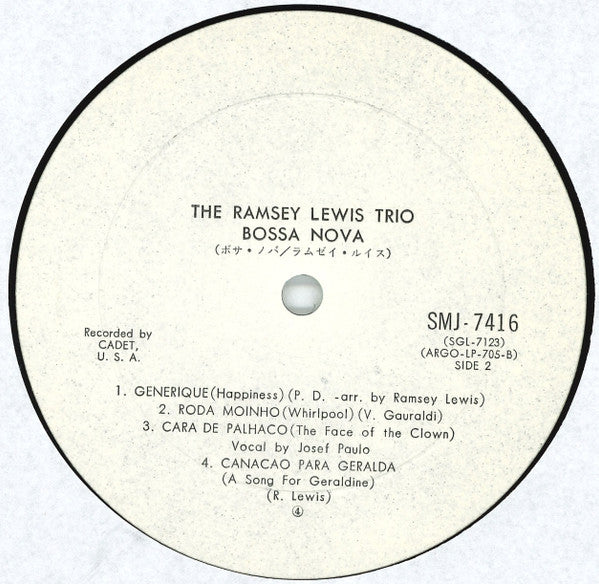 THE RAMSEY LEWIS TRIO
BOSSA NOVA
(ボサ・ノバ/ラムゼイ・ルイス)
Recorded by
CADET,
U. S. A.
SMJ-7416
(SGL-7123)
(ARGO-LP-705-B)
SIDE 2
1. GENERIQUE(Happiness)(P. D. -arr. by Ramsey Lewis)
2. RODA MOINHO(Whirlpool)(V. Gauraldi)
3. CARA DE PALHACO(The Face of the Clown)
Vocal by Josef Paulo
4. CANACAO PARA GERALDA
(A Song For Geraldine)
(R. Lewis)
④